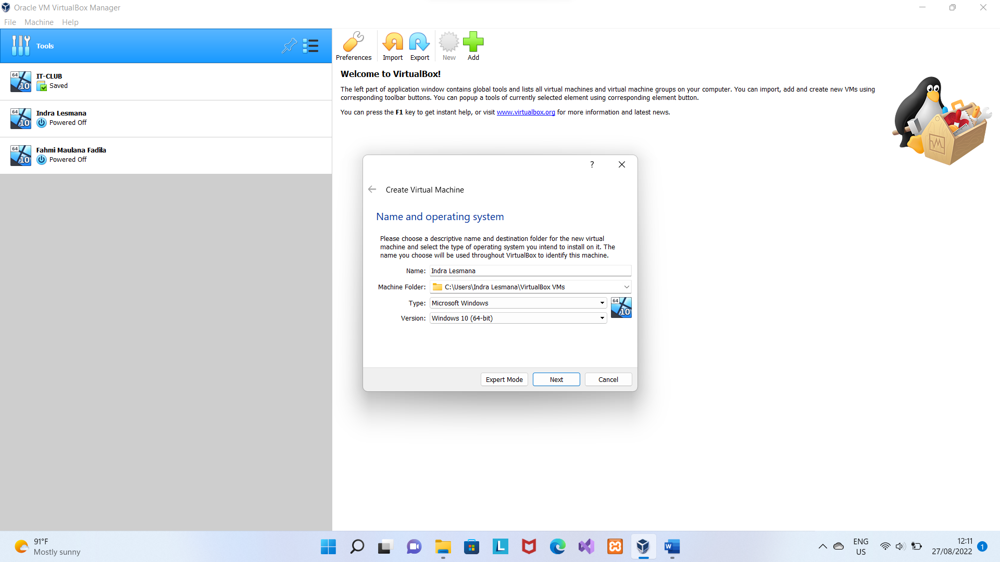 Oracle VM VirtualBox Manager
File Machine Help
Tools
Preferences
Import
Export
New
Add
64
10
IT-CLUB
Saved
64
10
Indra Lesmana
Powered Off
64
10
Fahmi Maulana Fadila
Powered Off
Welcome to VirtualBox!
The left part of application window contains global tools and lists all virtual machines and virtual machine groups on your computer. You can import, add and create new VMs using
corresponding toolbar buttons. You can popup a tools of currently selected element using corresponding element button.
You can press the F1 key to get instant help, or visit www.virtualbox.org for more information and latest news.
?
Create Virtual Machine
Name and operating system
Please choose a descriptive name and destination folder for the new virtual
machine and select the type of operating system you intend to install on it. The
name you choose will be used throughout VirtualBox to identify this machine.
Name: Indra Lesmana
Machine Folder: C:\Users\Indra Lesmana\VirtualBox VMs
Type: Microsoft Windows
64
10
Version: Windows 10 (64-bit)
Expert Mode
Next
Cancel
91°F
Mostly sunny
L
W
ENG
US
12:11
27/08/2022
1